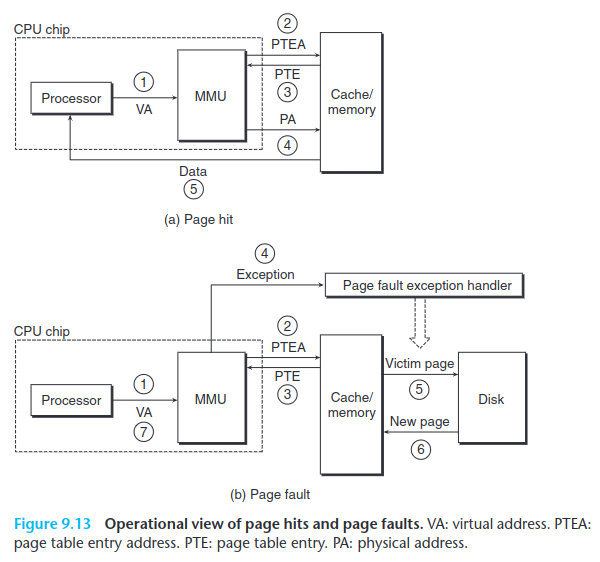 CPU chip
2
PTEA
PTE
3
1
Processor
VA
MMU
Cache/
memory
PA
4
Data
5
(a) Page hit
4
Exception
Page fault exception handler
CPU chip
2
PTEA
PTE
3
1
Processor
VA
7
MMU
Cache/
memory
Victim page
5
Disk
New page
6
(b) Page fault
Figure 9.13 Operational view of page hits and page faults. VA: virtual address. PTEA:
page table entry address. PTE: page table entry. PA: physical address.